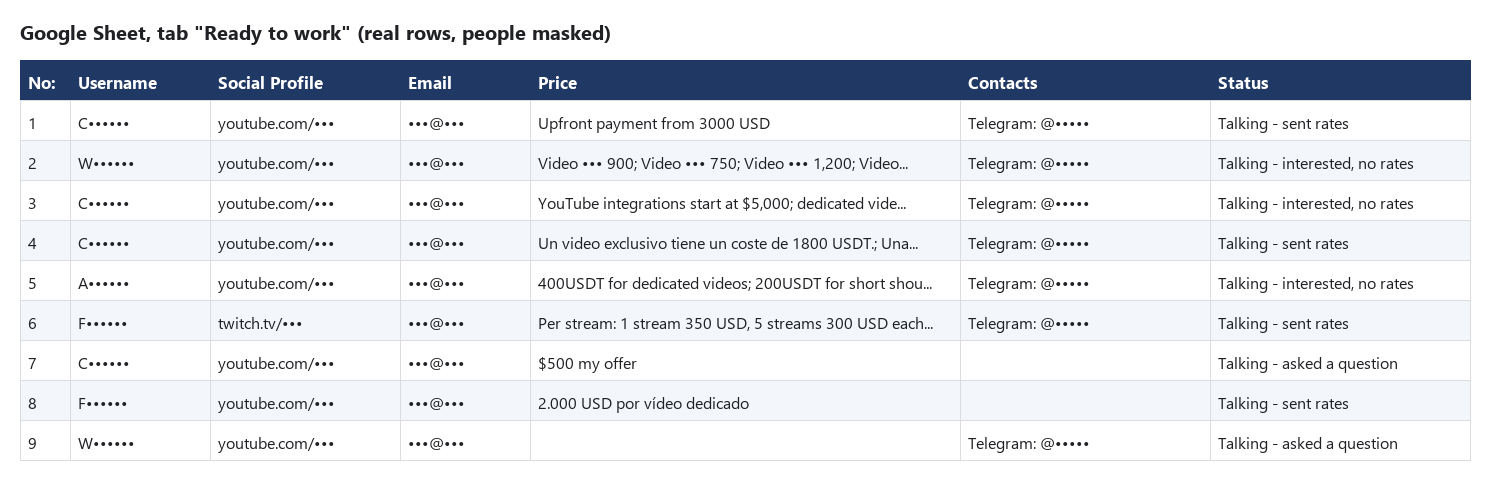 Google Sheet, tab "Ready to work" (real rows, people masked)
No: Username Social Profile Email Price Contacts Status
1 C•••••• youtube.com/••• •••@••• Upfront payment from 3000 USD Telegram: @••••• Talking - sent rates
2 W•••••• youtube.com/••• •••@••• Video ••• 900; Video ••• 750; Video ••• 1,200; Video... Telegram: @••••• Talking - interested, no rates
3 C•••••• youtube.com/••• •••@••• YouTube integrations start at $5,000; dedicated vide... Telegram: @••••• Talking - interested, no rates
4 C•••••• youtube.com/••• •••@••• Un video exclusivo tiene un coste de 1800 USDT.; Una... Telegram: @••••• Talking - sent rates
5 A•••••• youtube.com/••• •••@••• 400USDT for dedicated videos; 200USDT for short shou... Telegram: @••••• Talking - interested, no rates
6 F•••••• twitch.tv/••• •••@••• Per stream: 1 stream 350 USD, 5 streams 300 USD each... Telegram: @••••• Talking - sent rates
7 C•••••• youtube.com/••• •••@••• $500 my offer Talking - asked a question
8 F•••••• youtube.com/••• •••@••• 2.000 USD por vídeo dedicado Talking - sent rates
9 W•••••• youtube.com/••• •••@••• Telegram: @••••• Talking - asked a question